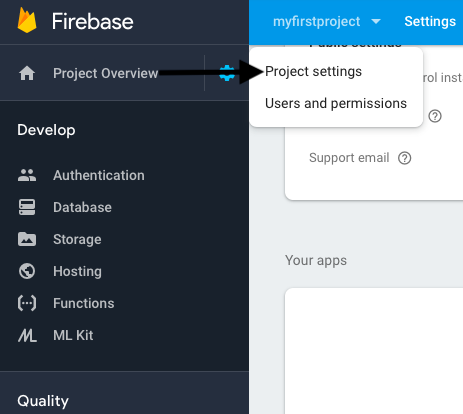 Firebase
myfirstproject
Settings
Public settings
Project Overview
Project settings
rol inst
Users and permissions
Develop
Support email
Authentication
Database
Storage
Hosting
Your apps
Functions
ML Kit
Quality